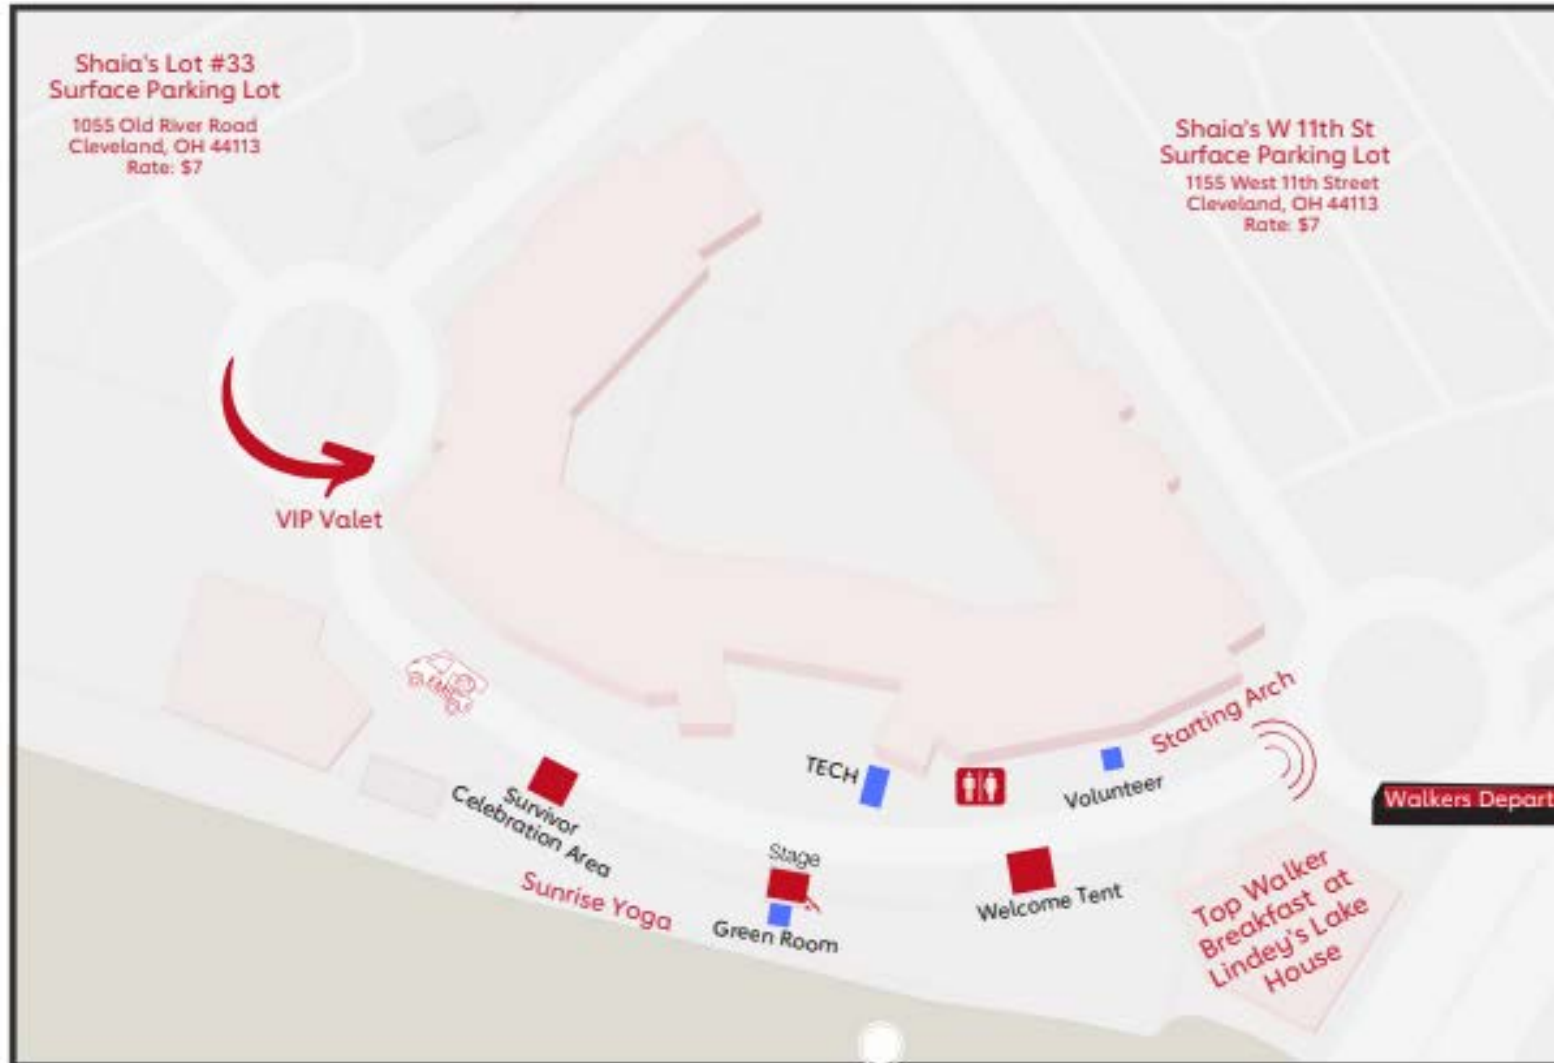 Shaia's Lot #33
Surface Parking Lot
1055 Old River Road
Cleveland, OH 44113
Rate: $7
Shaia's W 11th St
Surface Parking Lot
1155 West 11th Street
Cleveland, OH 44113
Rate: $7
VIP Valet
EMS
Starting Arch
TECH
Volunteer
Walkers Depart
Survivor
Celebration Area
Stage
Sunrise Yoga
Green Room
Welcome Tent
Top Walker
Breakfast at
Lindey's Lake
House